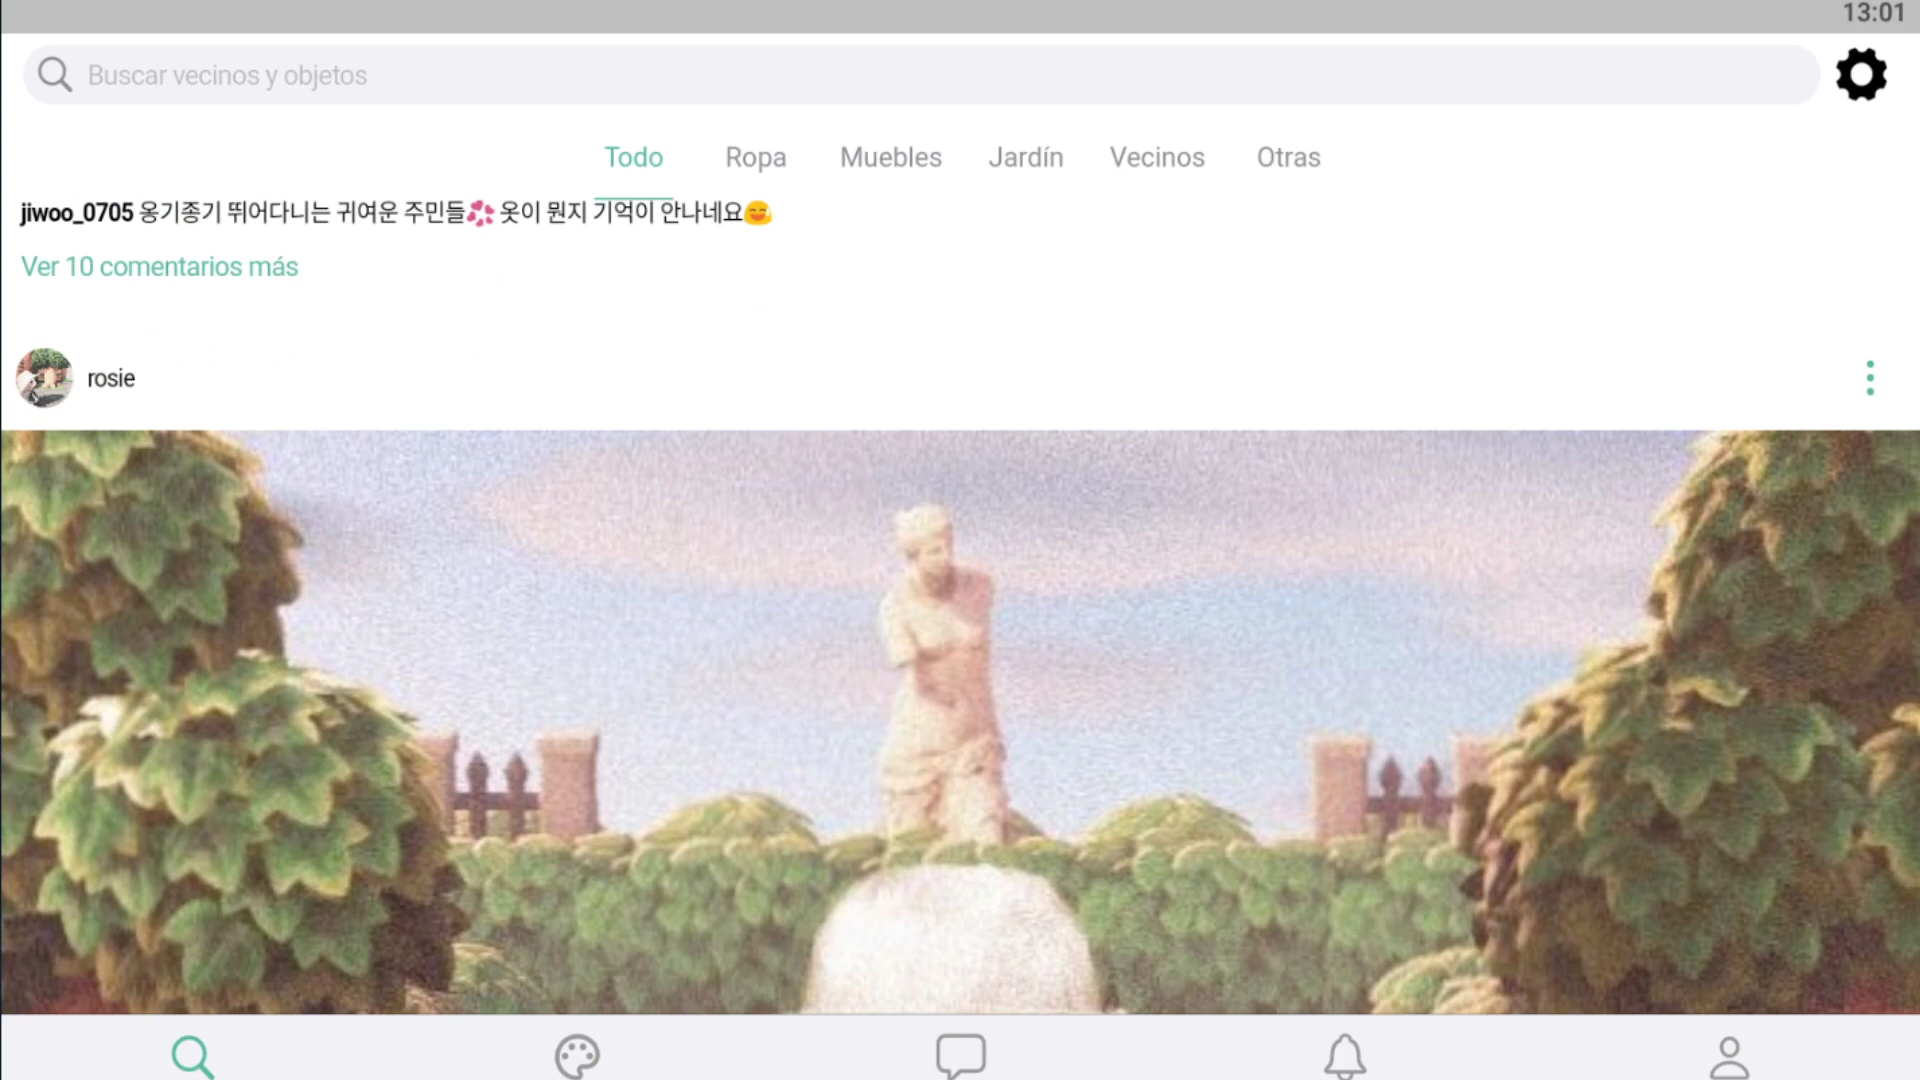 13:01
Buscar vecinos y objetos
Todo Ropa Muebles Jardín Vecinos Otras
jiwoo_0705 옹기종기 뛰어다니는 귀여운 주민들💞 옷이 뭔지 기억이 안나네요😄
Ver 10 comentarios más
rosie